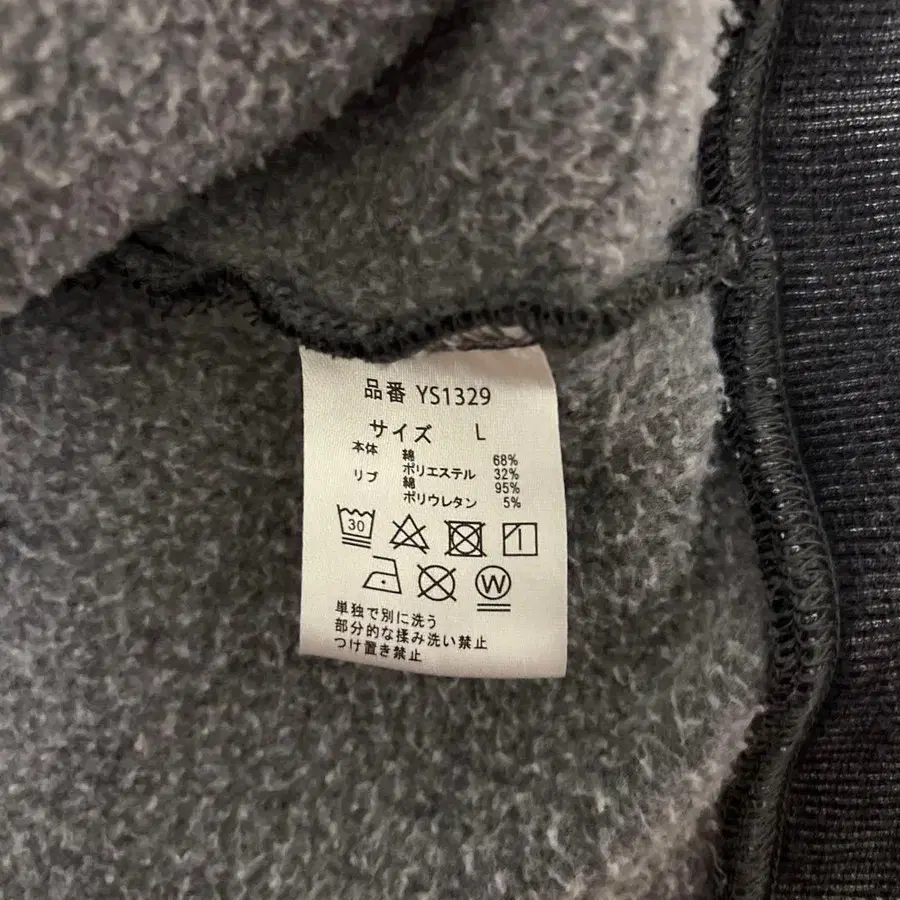 品番 YS1329
サイズ L
本体 綿 68%
ポリエステル 32%
リブ 綿 95%
ポリウレタン 5%
30
W
単独で別に洗う
部分的な揉み洗い禁止
つけ置き禁止